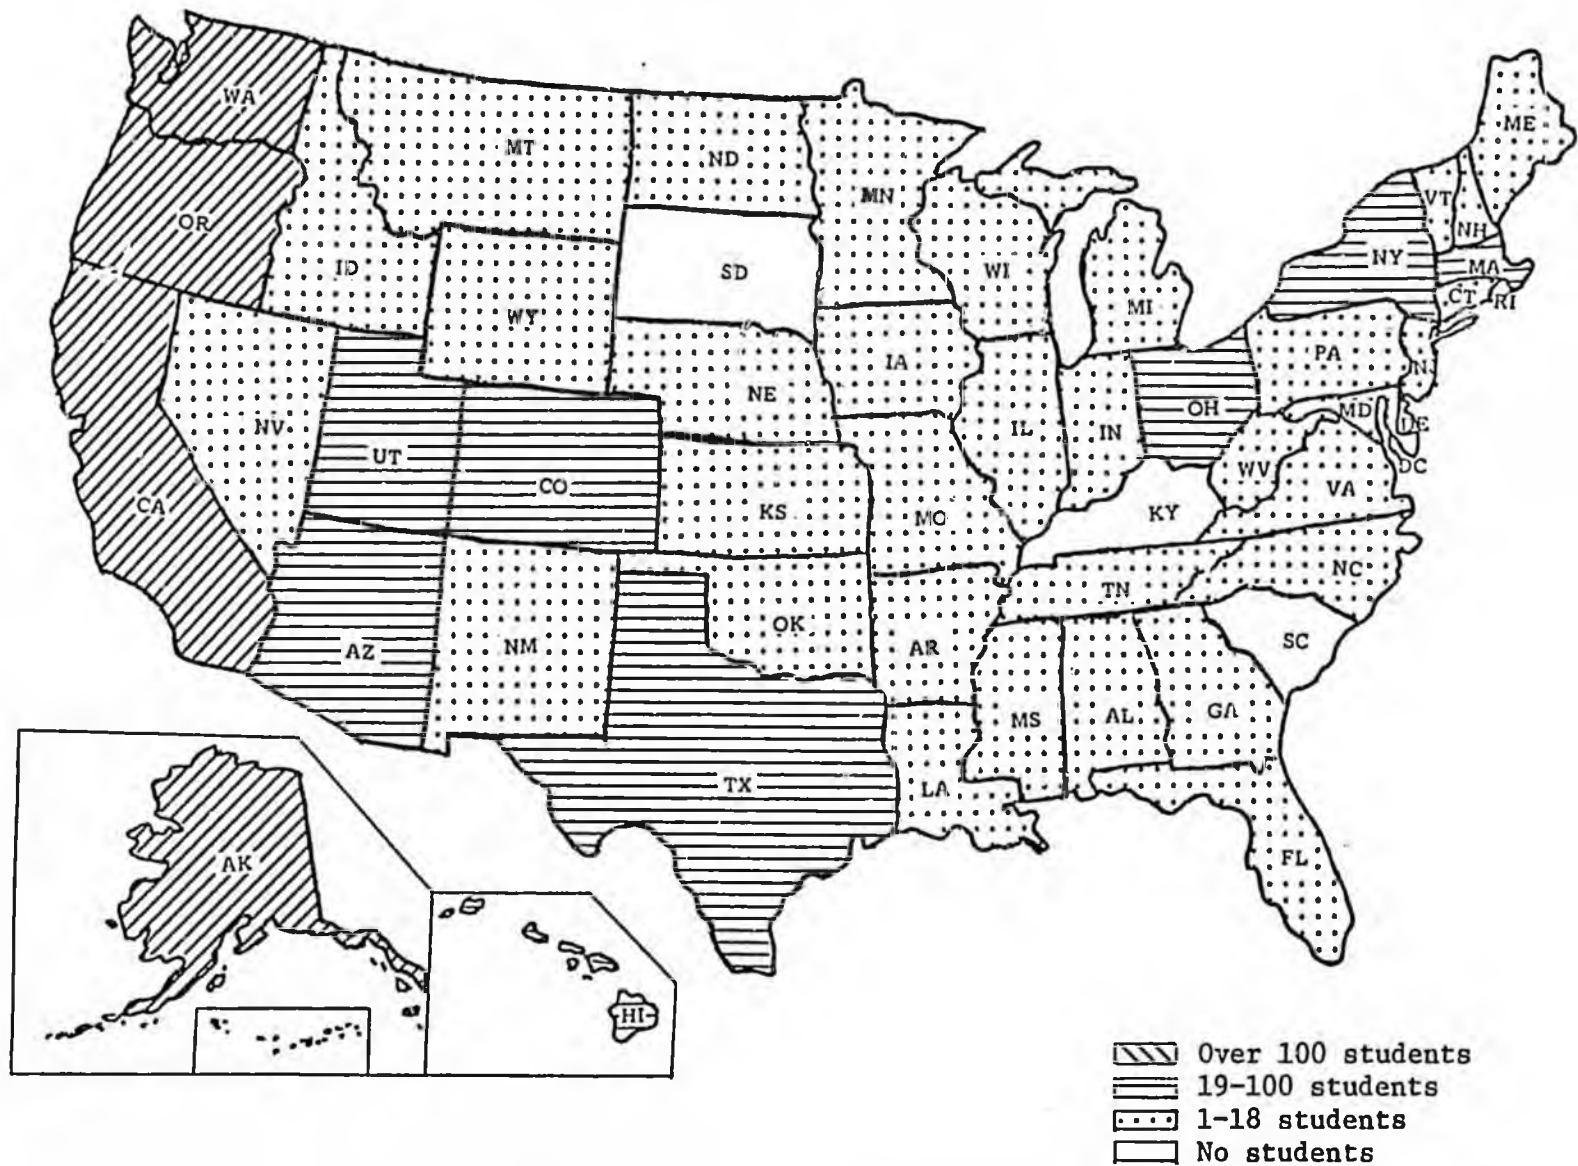 WA
OR
CA
ID
NV
MT
WY
UT
AZ
CO
NM
ND
SD
NE
KS
OK
TX
MN
IA
MO
AR
LA
WI
IL
MI
IN
OH
KY
TN
MS
AL
GA
FL
SC
NC
VA
WV
PA
NY
VT
NH
ME
MA
CT
RI
NJ
MD
DE
DC
AK
HI
Over 100 students
19-100 students
1-18 students
No students